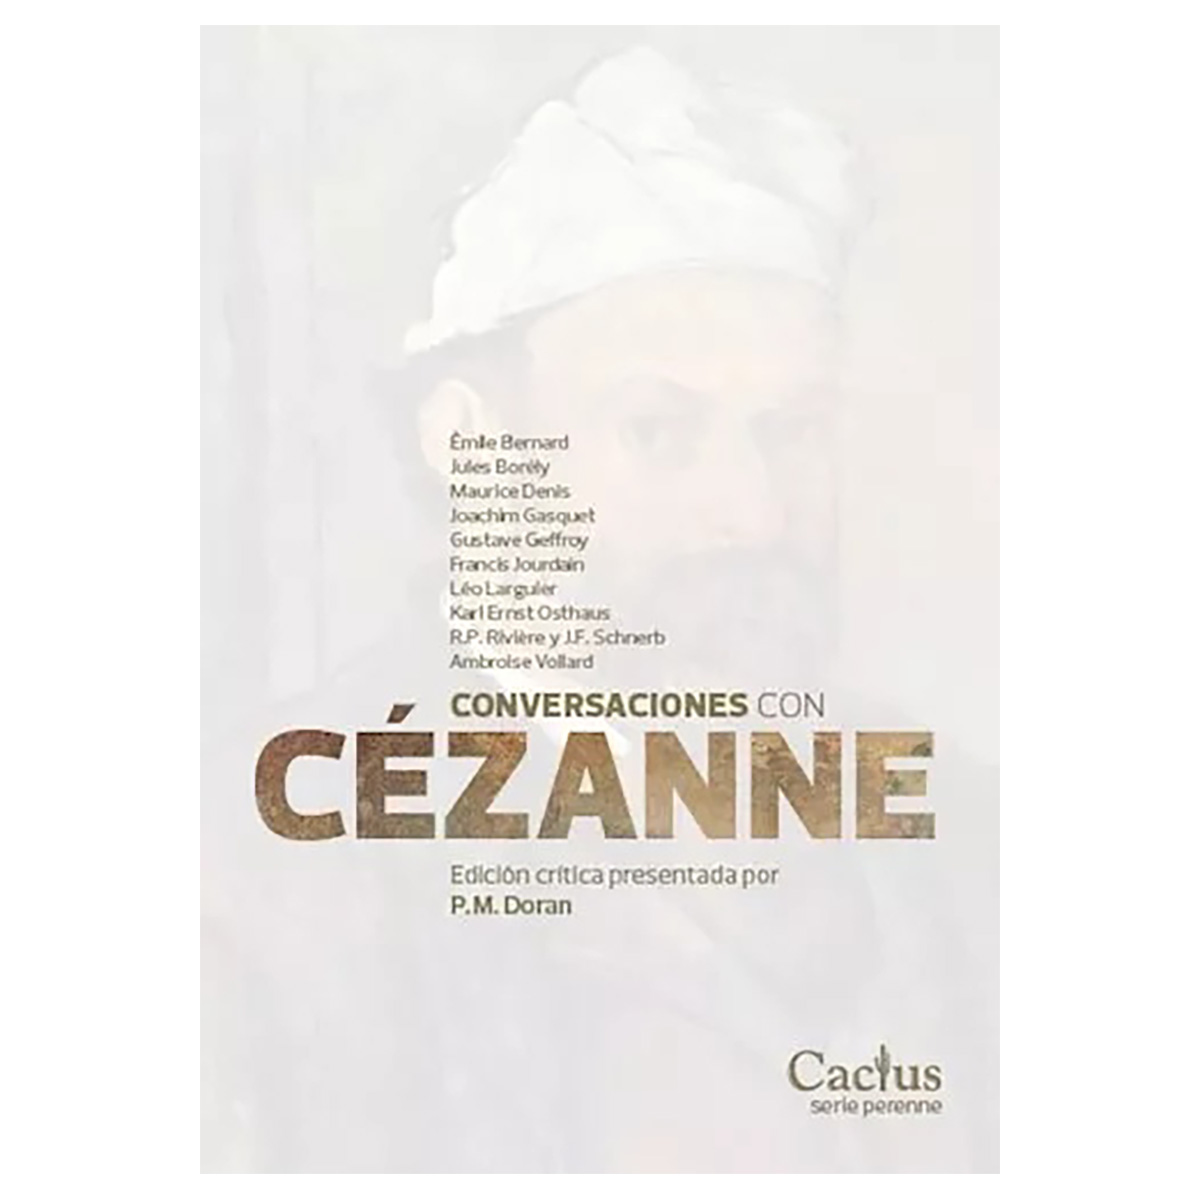 Émile Bernard
Jules Borély
Maurice Denis
Joachim Gasquet
Gustave Geffroy
Francis Jourdain
Léo Larguier
Karl Ernst Osthaus
R.P. Rivière y J.F. Schnerb
Ambroise Vollard
CONVERSACIONES CON
CÉZANNE
Edición crítica presentada por
P.M. Doran
Cactus
serie perenne